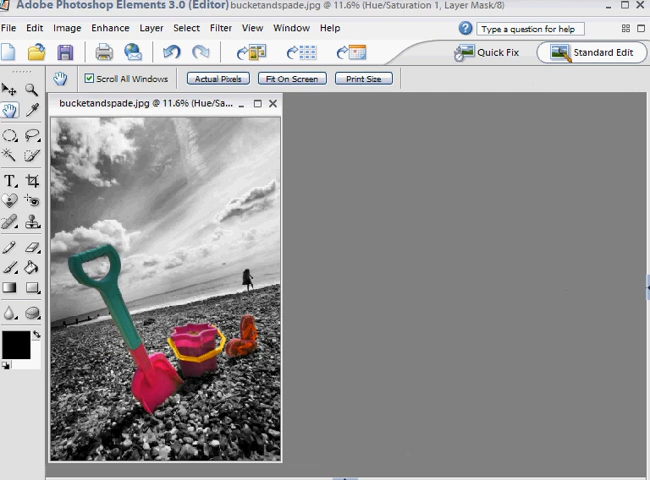 Adobe Photoshop Elements 3.0 (Editor) bucketandspade.jpg @ 11.6% (Hue/Saturation 1, Layer Mask/8)
File Edit Image Enhance Layer Select Filter View Window Help Type a question for help
Quick Fix Standard Edit
Scroll All Windows Actual Pixels Fit On Screen Print Size
bucketandspade.jpg @ 11.6% (Hue/Sa...
T